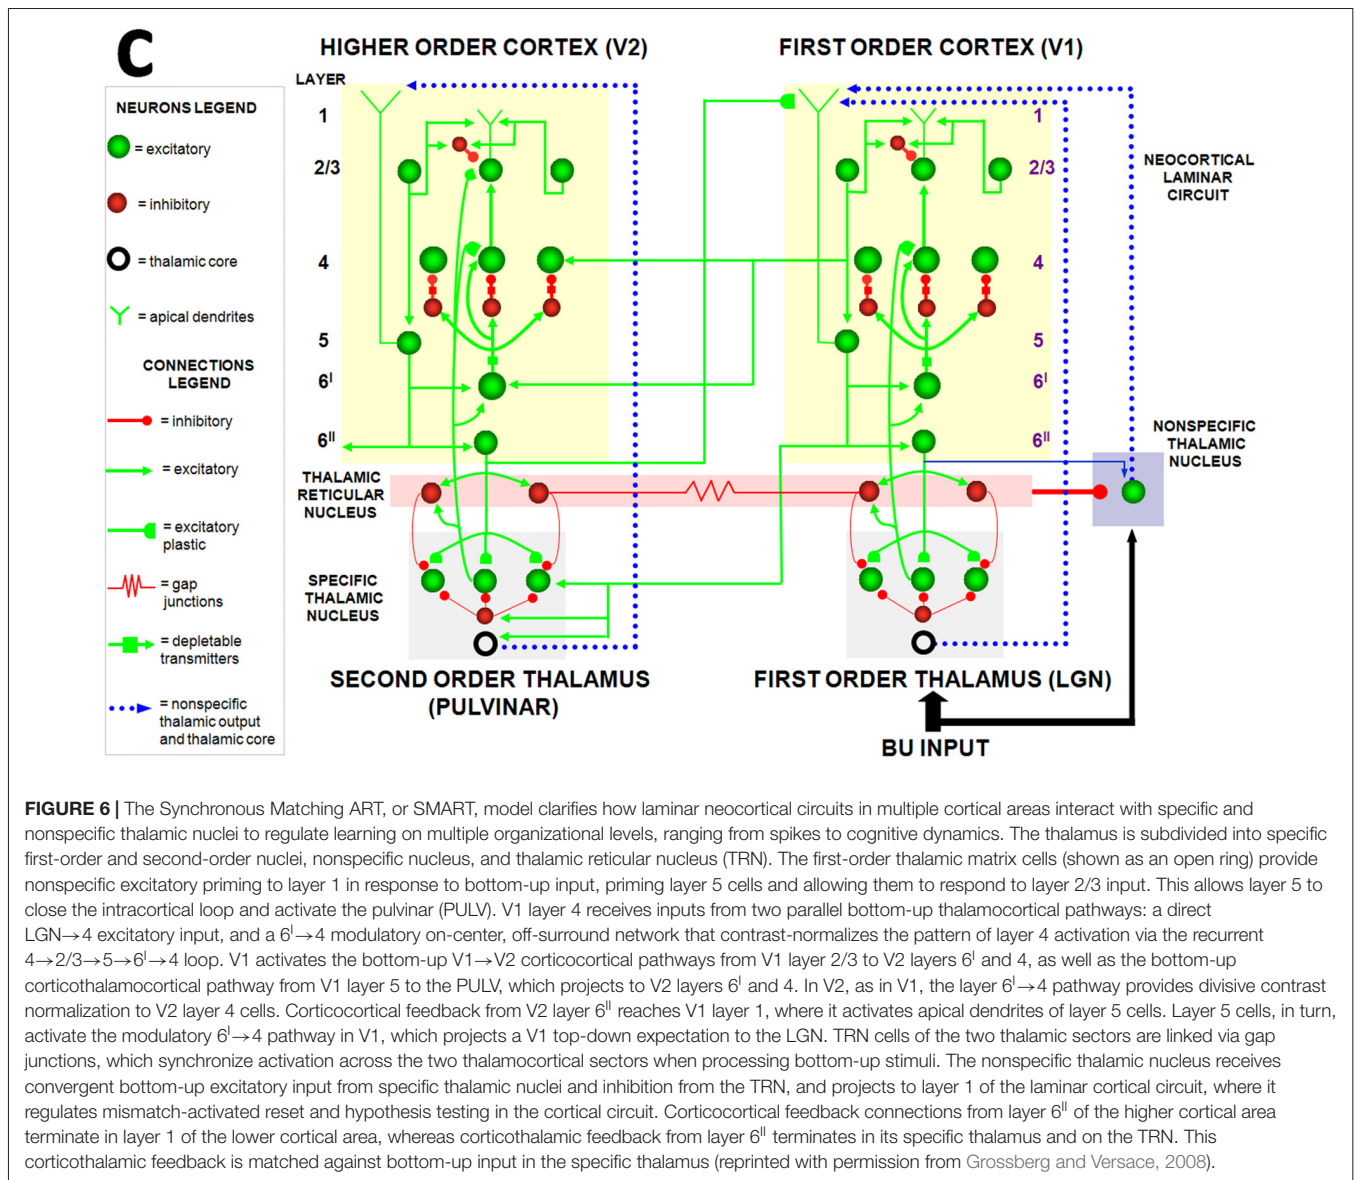 C
HIGHER ORDER CORTEX (V2)
FIRST ORDER CORTEX (V1)
LAYER
NEURONS LEGEND
= excitatory
= inhibitory
= thalamic core
= apical dendrites
CONNECTIONS
LEGEND
= inhibitory
= excitatory
= excitatory
plastic
= gap
junctions
= depletable
transmitters
= nonspecific
thalamic output
and thalamic core
1
2/3
4
5
6ᴵ
6ᴵᴵ
1
2/3
4
5
6ᴵ
6ᴵᴵ
NEOCORTICAL
LAMINAR
CIRCUIT
NONSPECIFIC
THALAMIC
NUCLEUS
THALAMIC
RETICULAR
NUCLEUS
SPECIFIC
THALAMIC
NUCLEUS
SECOND ORDER THALAMUS
(PULVINAR)
FIRST ORDER THALAMUS (LGN)
BU INPUT
FIGURE 6 | The Synchronous Matching ART, or SMART, model clarifies how laminar neocortical circuits in multiple cortical areas interact with specific and
nonspecific thalamic nuclei to regulate learning on multiple organizational levels, ranging from spikes to cognitive dynamics. The thalamus is subdivided into specific
first-order and second-order nuclei, nonspecific nucleus, and thalamic reticular nucleus (TRN). The first-order thalamic matrix cells (shown as an open ring) provide
nonspecific excitatory priming to layer 1 in response to bottom-up input, priming layer 5 cells and allowing them to respond to layer 2/3 input. This allows layer 5 to
close the intracortical loop and activate the pulvinar (PULV). V1 layer 4 receives inputs from two parallel bottom-up thalamocortical pathways: a direct
LGN→4 excitatory input, and a 6ᴵ→4 modulatory on-center, off-surround network that contrast-normalizes the pattern of layer 4 activation via the recurrent
4→2/3→5→6ᴵ→4 loop. V1 activates the bottom-up V1→V2 corticocortical pathways from V1 layer 2/3 to V2 layers 6ᴵ and 4, as well as the bottom-up
corticothalamocortical pathway from V1 layer 5 to the PULV, which projects to V2 layers 6ᴵ and 4. In V2, as in V1, the layer 6ᴵ→4 pathway provides divisive contrast
normalization to V2 layer 4 cells. Corticocortical feedback from V2 layer 6ᴵᴵ reaches V1 layer 1, where it activates apical dendrites of layer 5 cells. Layer 5 cells, in turn,
activate the modulatory 6ᴵ→4 pathway in V1, which projects a V1 top-down expectation to the LGN. TRN cells of the two thalamic sectors are linked via gap
junctions, which synchronize activation across the two thalamocortical sectors when processing bottom-up stimuli. The nonspecific thalamic nucleus receives
convergent bottom-up excitatory input from specific thalamic nuclei and inhibition from the TRN, and projects to layer 1 of the laminar cortical circuit, where it
regulates mismatch-activated reset and hypothesis testing in the cortical circuit. Corticocortical feedback connections from layer 6ᴵᴵ of the higher cortical area
terminate in layer 1 of the lower cortical area, whereas corticothalamic feedback from layer 6ᴵᴵ terminates in its specific thalamus and on the TRN. This
corticothalamic feedback is matched against bottom-up input in the specific thalamus (reprinted with permission from Grossberg and Versace, 2008).